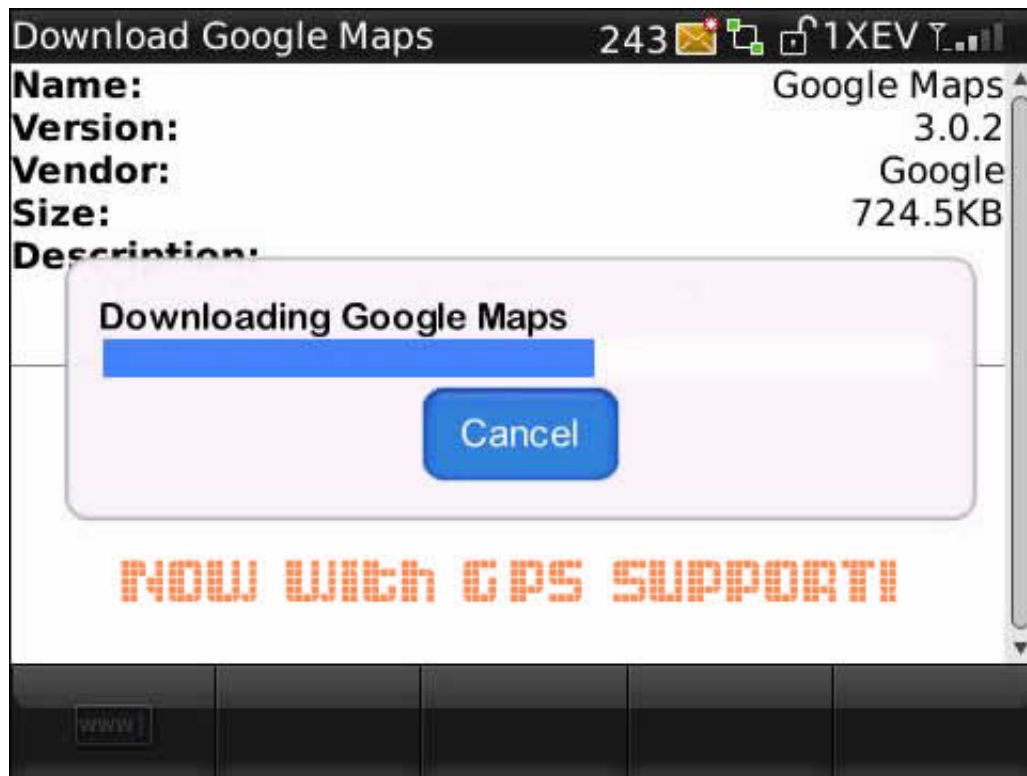 Download Google Maps 243 1XEV
Name: Google Maps
Version: 3.0.2
Vendor: Google
Size: 724.5KB
Description:
Downloading Google Maps
Cancel
NOW WITH GPS SUPPORT!
www